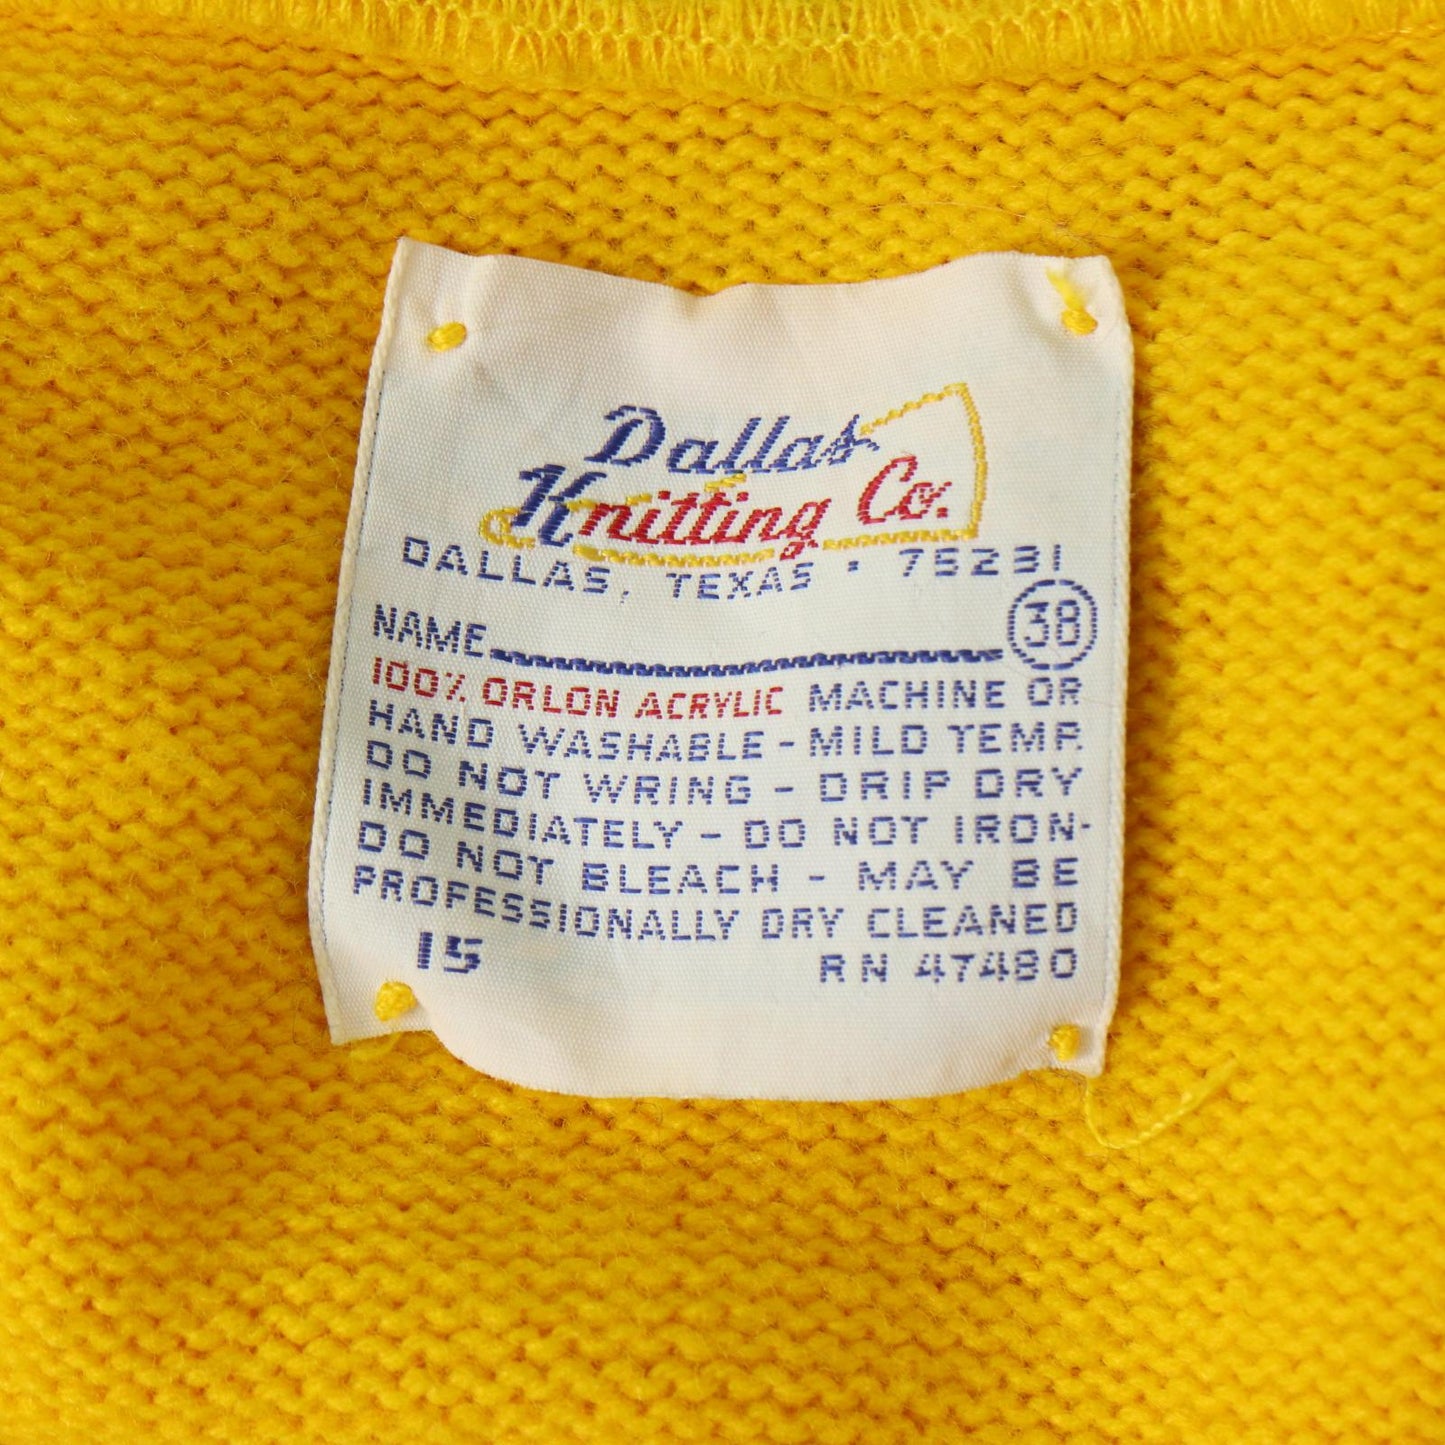 Dallas
Knitting Co.
DALLAS, TEXAS · 75231
NAME 38
100% ORLON ACRYLIC MACHINE OR
HAND WASHABLE - MILD TEMP.
DO NOT WRING - DRIP DRY
IMMEDIATELY - DO NOT IRON-
DO NOT BLEACH - MAY BE
PROFESSIONALLY DRY CLEANED
15 RN 47480